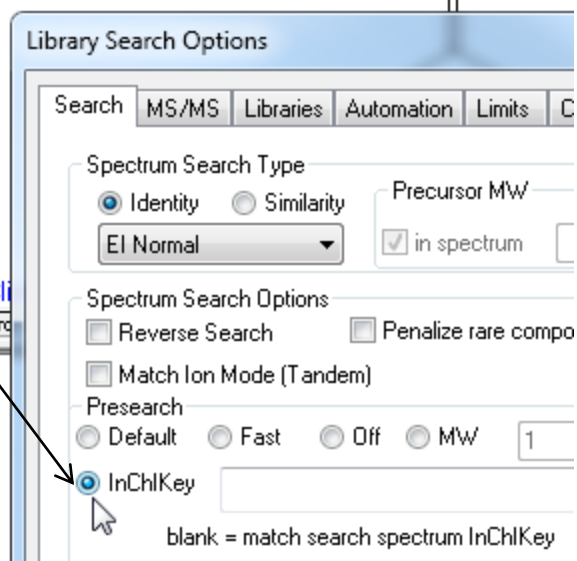 Library Search Options
Search MS/MS Libraries Automation Limits C
Spectrum Search Type
Identity Similarity Precursor MW
EI Normal in spectrum
Spectrum Search Options
Reverse Search Penalize rare compo
Match Ion Mode (Tandem)
Presearch
Default Fast Off MW 1
InChIKey
blank = match search spectrum InChIKey